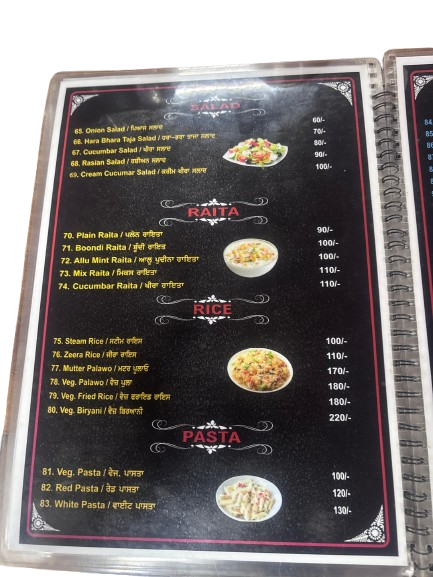 SALAD
65. Onion Salad / ਪਿਆਜ ਸਲਾਦ 60/-
66. Hara Bhara Taja Salad / ਹਰਾ-ਭਰਾ ਤਾਜਾ ਸਲਾਦ 70/-
67. Cucumbar Salad / ਖੀਰਾ ਸਲਾਦ 80/-
68. Rasian Salad / ਰਸ਼ੀਅਨ ਸਲਾਦ 90/-
69. Cream Cucumar Salad / ਕਰੀਮ ਖੀਰਾ ਸਲਾਦ 100/-
RAITA
70. Plain Raita / ਪਲੇਨ ਰਾਇਤਾ 90/-
71. Boondi Raita / ਬੂੰਦੀ ਰਾਇਤ 100/-
72. Allu Mint Raita / ਆਲੂ ਪੁਦੀਨਾ ਰਾਇਤਾ 100/-
73. Mix Raita / ਮਿਕਸ ਰਾਇਤਾ 110/-
74. Cucumbar Raita / ਖੀਰਾ ਰਾਇਤਾ 110/-
RICE
75. Steam Rice / ਸਟੀਮ ਰਾਇਸ 100/-
76. Zeera Rice / ਜੀਰਾ ਰਾਇਸ 110/-
77. Mutter Palawo / ਮਟਰ ਪੁਲਾਓ 170/-
78. Veg. Palawo / ਵੇਜ਼ ਪੁਲਾ 180/-
79. Veg. Fried Rice / ਵੇਜ਼ ਫਰਾਇਡ ਰਾਇਸ 180/-
80. Veg. Biryani / ਵੈਜ਼ ਬਿਰਆਨੀ 220/-
PASTA
81. Veg. Pasta / ਵੇਜ. ਪਾਸਤਾ 100/-
82. Red Pasta / ਰੇਡ ਪਾਸਤਾ 120/-
83. White Pasta / ਵਾਈਟ ਪਾਸਤਾ 130/-
84
85
86